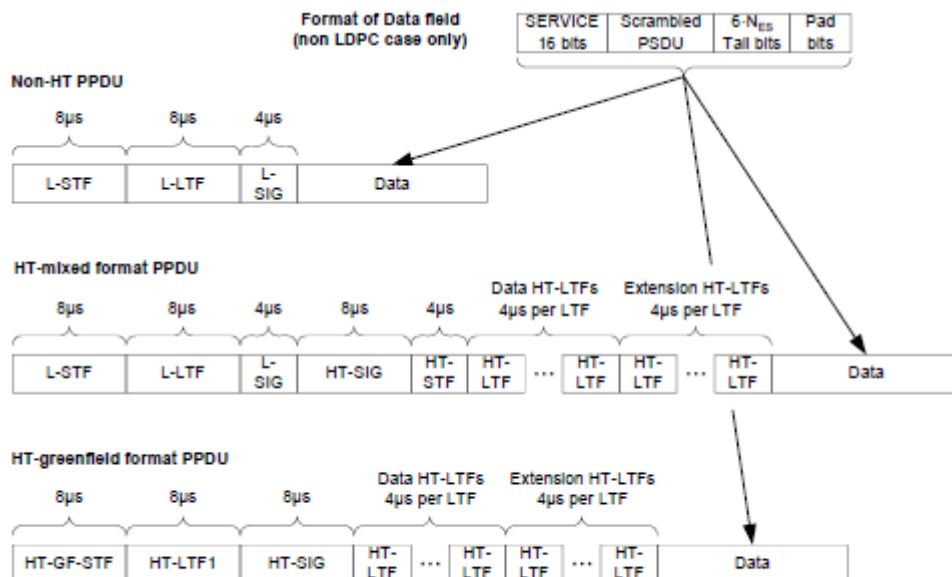 Format of Data field
(non LDPC case only)
SERVICE 16 bits
Scrambled PSDU
6·N_ES Tail bits
Pad bits
Non-HT PPDU
8µs 8µs 4µs
L-STF L-LTF L-SIG Data
HT-mixed format PPDU
Data HT-LTFs 4µs per LTF
Extension HT-LTFs 4µs per LTF
8µs 8µs 4µs 8µs 4µs
L-STF L-LTF L-SIG HT-SIG HT-STF HT-LTF ... HT-LTF HT-LTF ... HT-LTF Data
HT-greenfield format PPDU
Data HT-LTFs 4µs per LTF
Extension HT-LTFs 4µs per LTF
8µs 8µs 8µs
HT-GF-STF HT-LTF1 HT-SIG HT-LTF ... HT-LTF HT-LTF ... HT-LTF Data